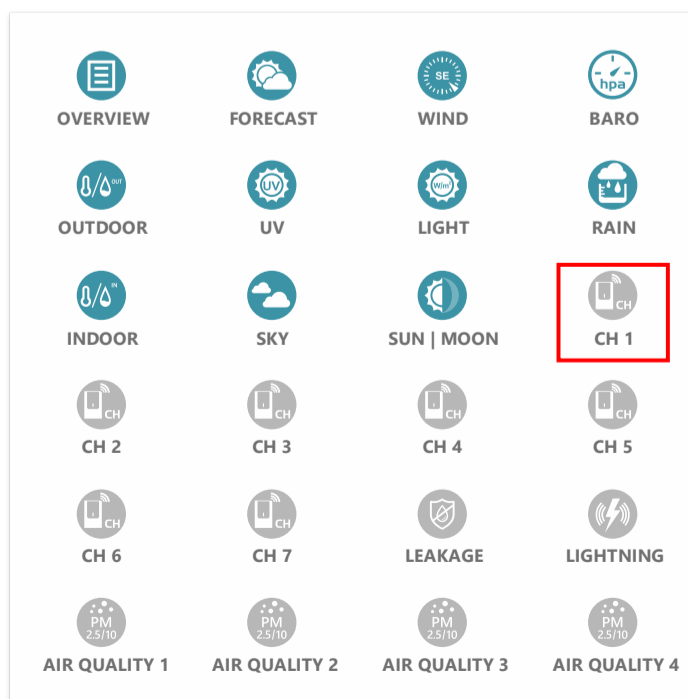 SE
hpa
OVERVIEW FORECAST WIND BARO
OUT UV W/m²
OUTDOOR UV LIGHT RAIN
IN CH
INDOOR SKY SUN | MOON CH 1
CH CH CH CH
CH 2 CH 3 CH 4 CH 5
CH CH
CH 6 CH 7 LEAKAGE LIGHTNING
PM PM PM PM
2.5/10 2.5/10 2.5/10 2.5/10
AIR QUALITY 1 AIR QUALITY 2 AIR QUALITY 3 AIR QUALITY 4